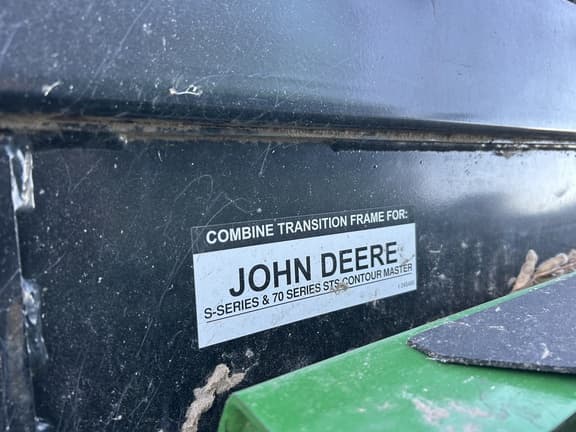 COMBINE TRANSITION FRAME FOR:
JOHN DEERE
S-SERIES & 70 SERIES STS CONTOUR MASTER